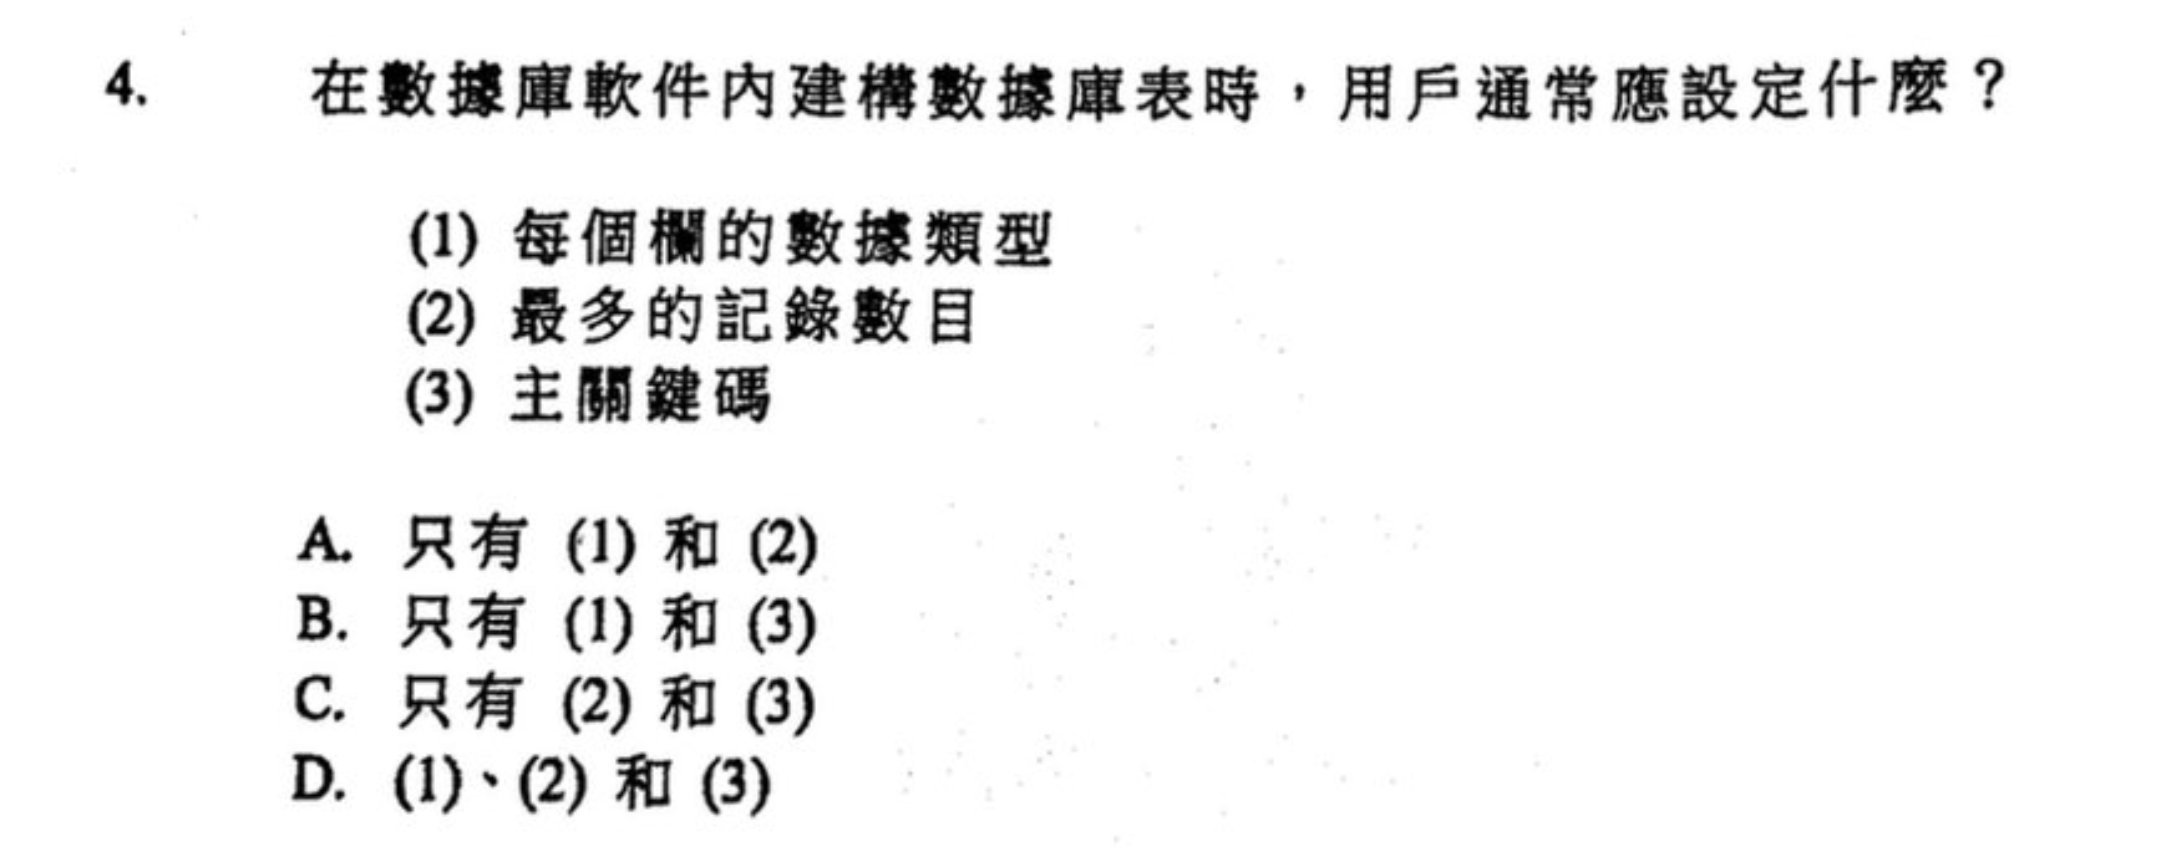 4. 在數據庫軟件內建構數據庫表時，用戶通常應設定什麼？
(1) 每個欄的數據類型
(2) 最多的記錄數目
(3) 主關鍵碼
A. 只有 (1) 和 (2)
B. 只有 (1) 和 (3)
C. 只有 (2) 和 (3)
D. (1)、(2) 和 (3)